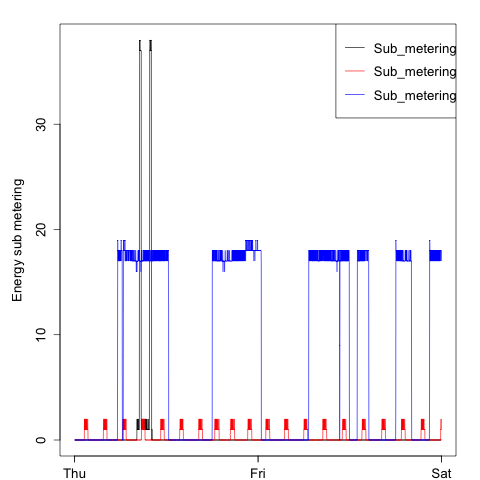 Sub_metering
Sub_metering
Sub_metering
Energy sub metering
30
20
10
0
Thu Fri Sat